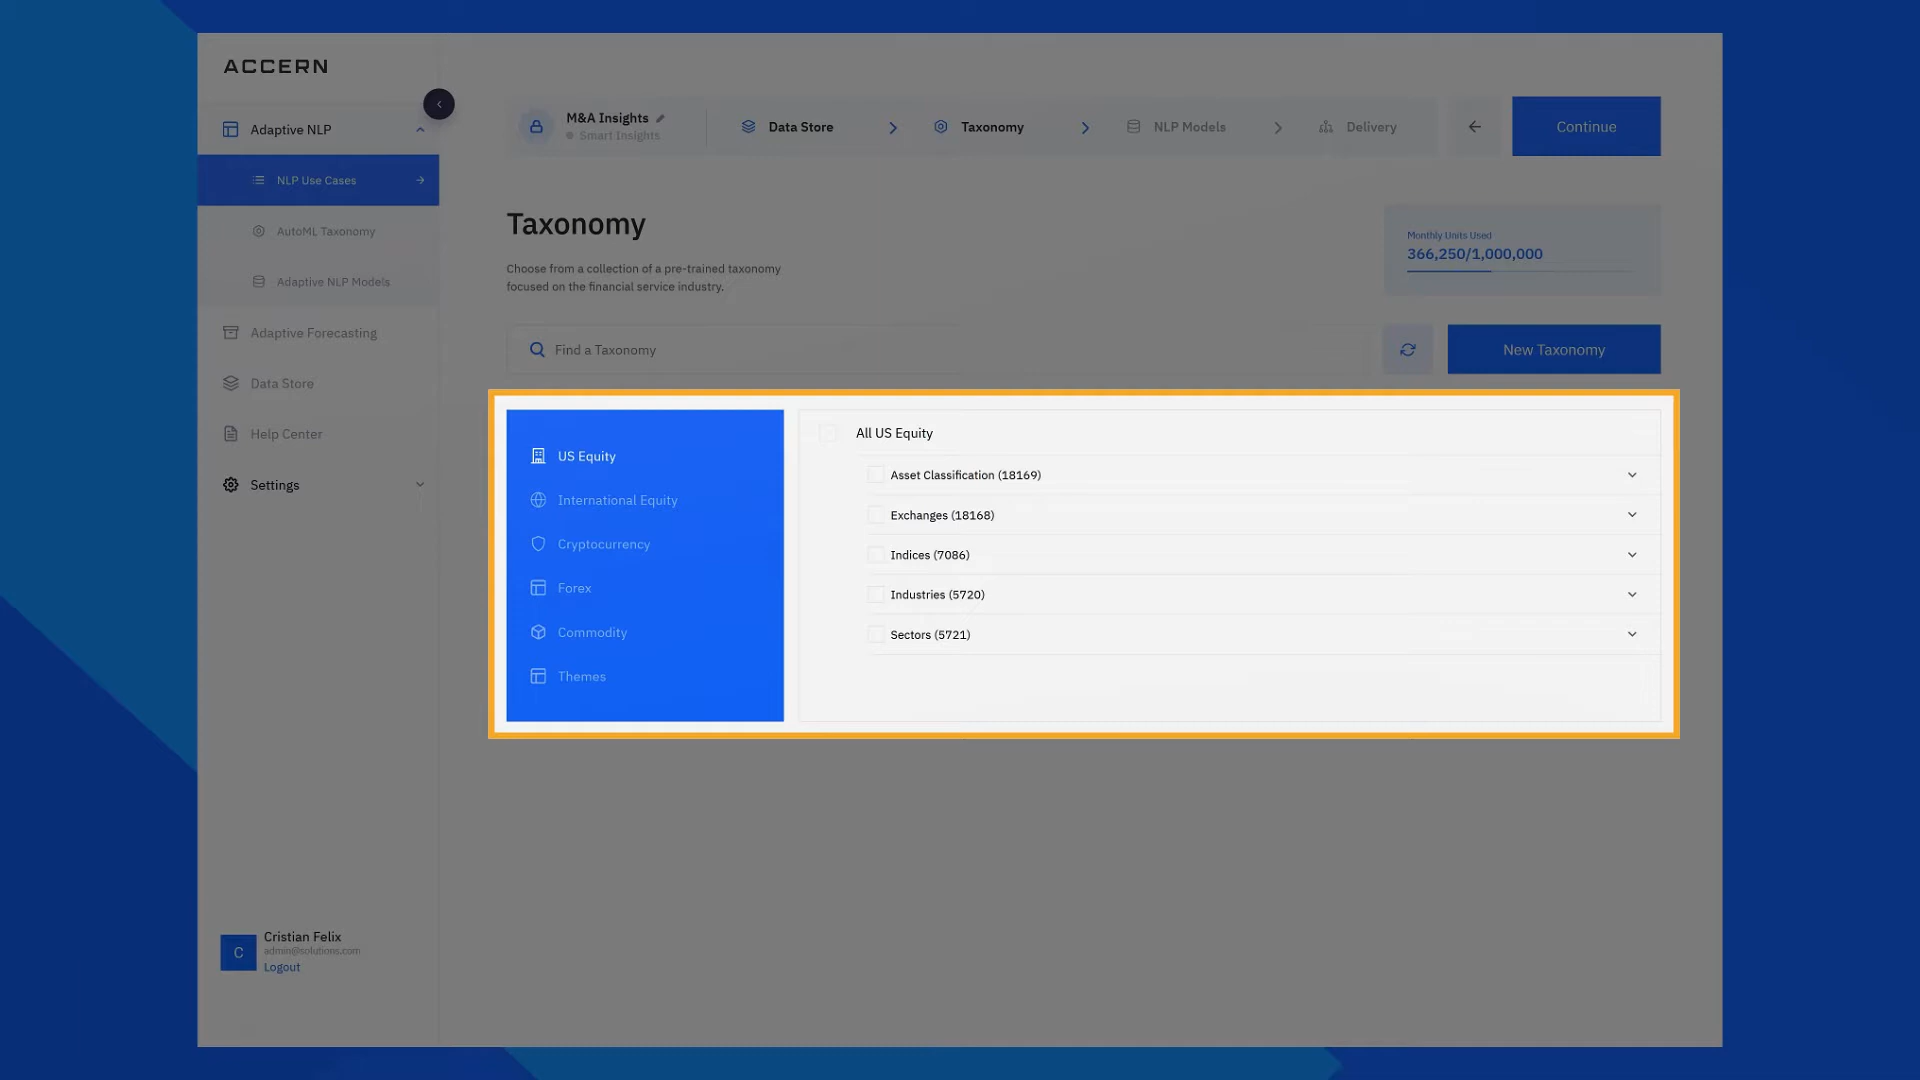 ACCERN
Adaptive NLP
NLP Use Cases
AutoML Taxonomy
Adaptive NLP Models
Adaptive Forecasting
Data Store
Help Center
Settings
Cristian Felix
admin@solutions.com
Logout
C
M&A Insights
Smart Insights
Data Store
Taxonomy
NLP Models
Delivery
Continue
Taxonomy
Choose from a collection of a pre-trained taxonomy
focused on the financial service industry.
Monthly Units Used
366,250/1,000,000
Find a Taxonomy
New Taxonomy
US Equity
International Equity
Cryptocurrency
Forex
Commodity
Themes
All US Equity
Asset Classification (18169)
Exchanges (18168)
Indices (7086)
Industries (5720)
Sectors (5721)